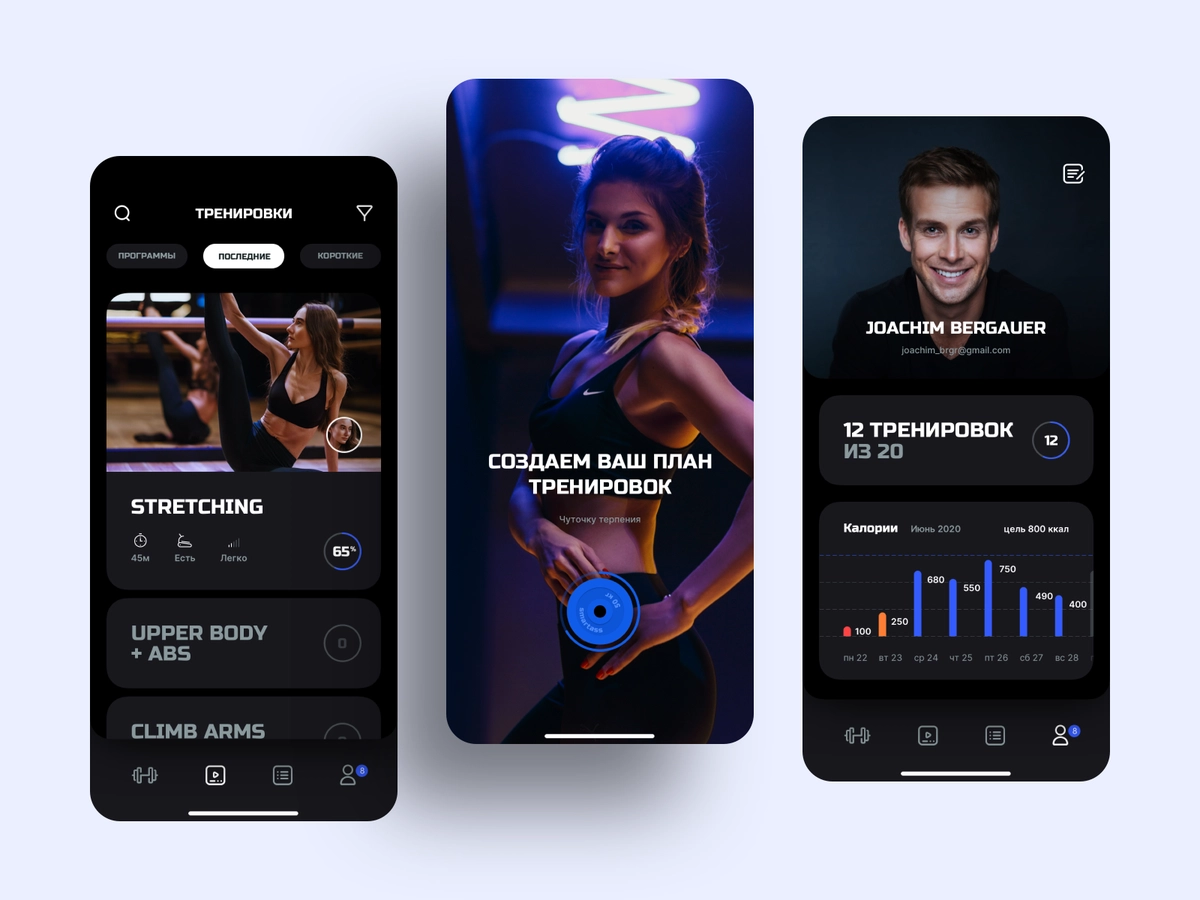 ТРЕНИРОВКИ
ПРОГРАММЫ
ПОСЛЕДНИЕ
КОРОТКИЕ
STRETCHING
45м
Есть
Легко
65%
UPPER BODY
+ ABS
0
CLIMB ARMS
8
СОЗДАЕМ ВАШ ПЛАН
ТРЕНИРОВОК
Чуточку терпения
50 кг
smartass
JOACHIM BERGAUER
joachim_brgr@gmail.com
12 ТРЕНИРОВОК
ИЗ 20
12
Калории Июнь 2020 цель 800 ккал
100 250 680 550 750 490 400
пн 22 вт 23 ср 24 чт 25 пт 26 сб 27 вс 28
8